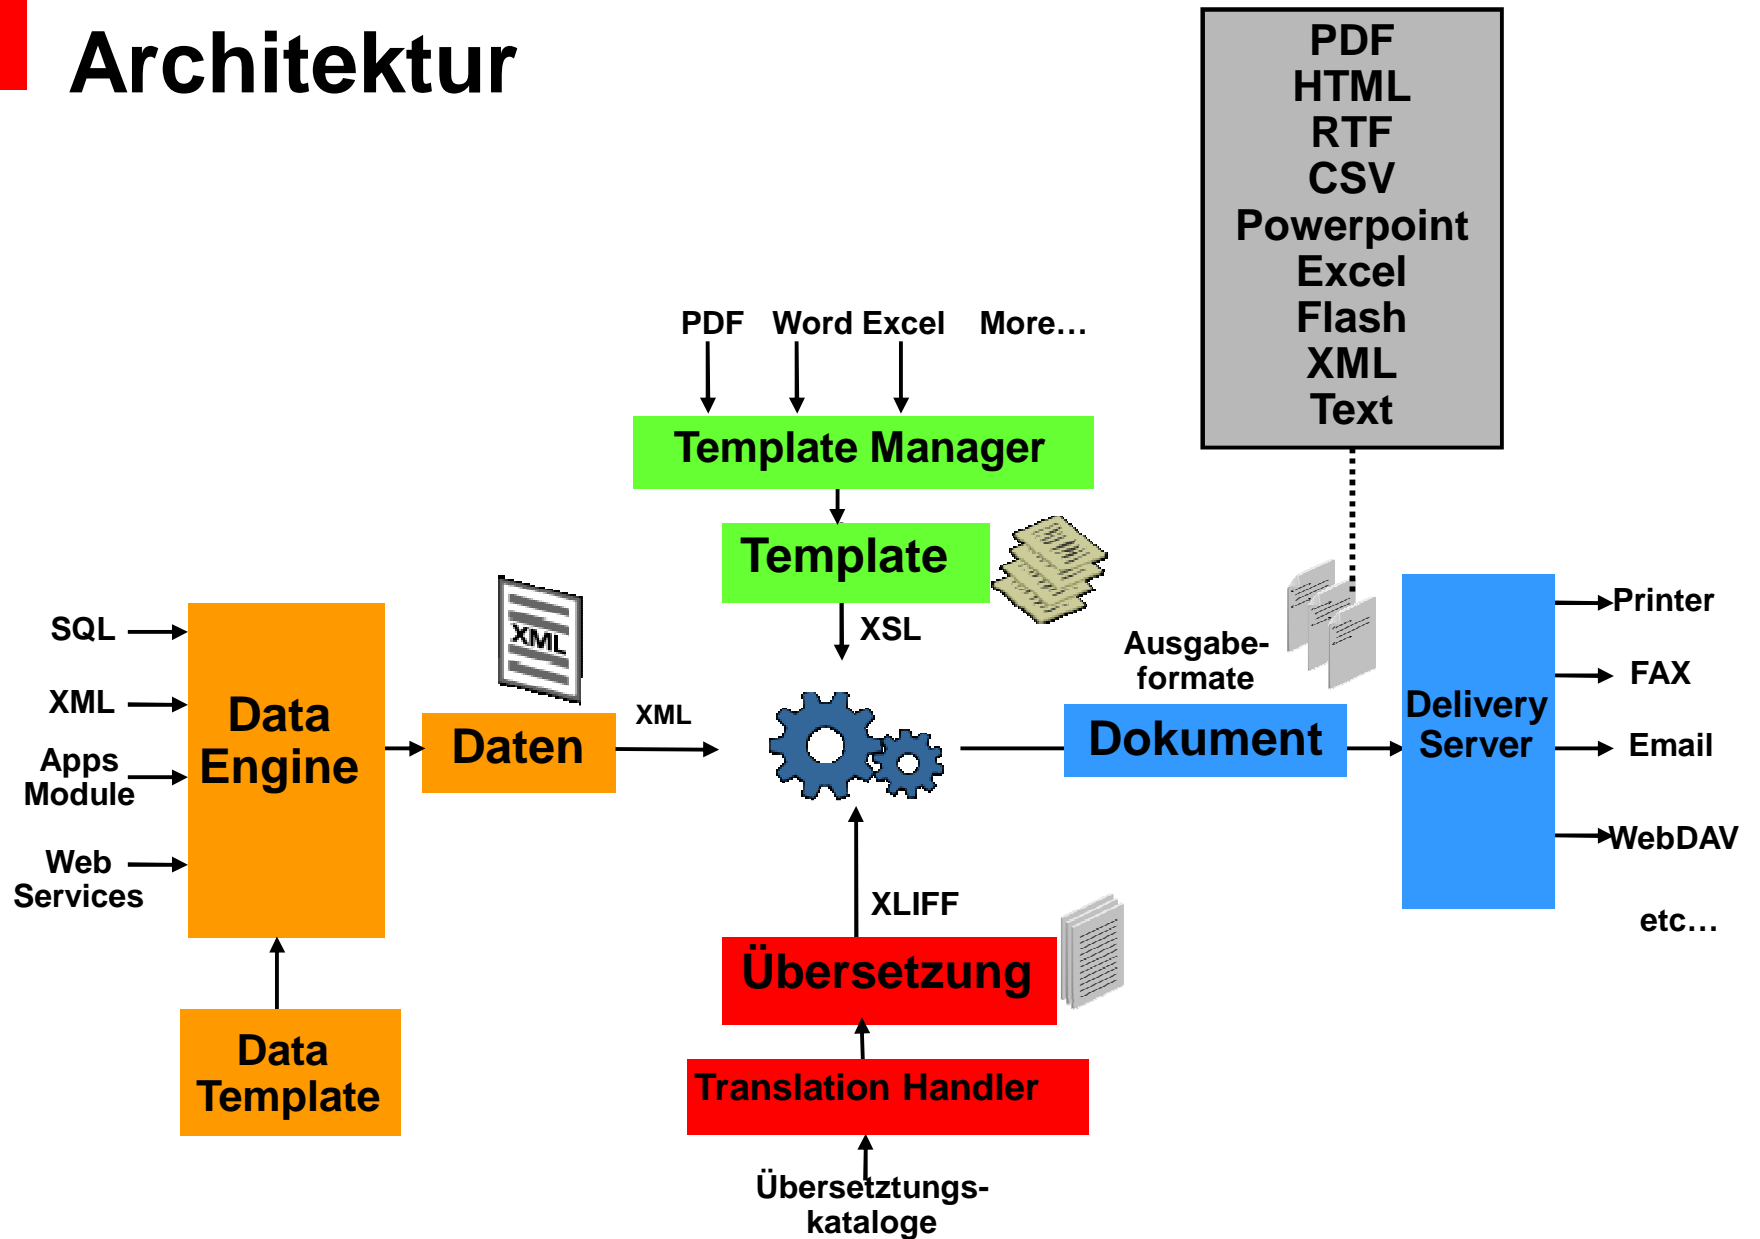 Architektur
PDF
HTML
RTF
CSV
Powerpoint
Excel
Flash
XML
Text
PDF Word Excel More…
Template Manager
Template
XSL
SQL
XML
Apps
Module
Web
Services
Data
Engine
Data
Template
XML
Daten
XML
Ausgabe-
formate
Dokument
Delivery
Server
Printer
FAX
Email
WebDAV
etc…
XLIFF
Übersetzung
Translation Handler
Übersetztungs-
kataloge